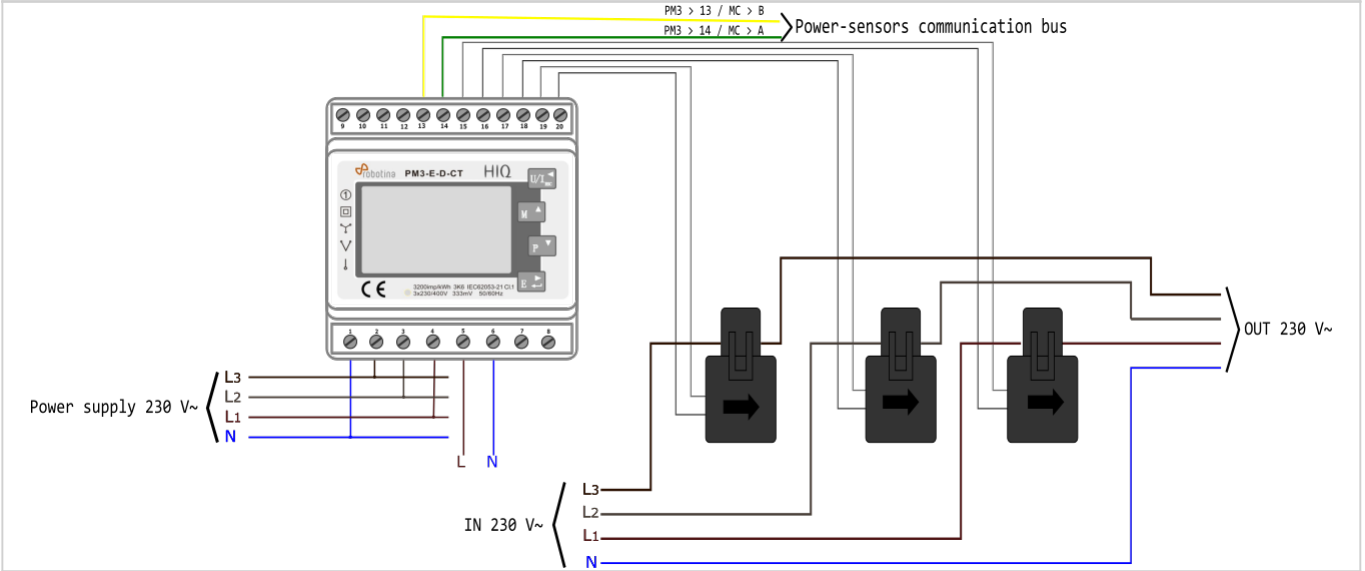 PM3 > 13 / MC > B
PM3 > 14 / MC > A
Power-sensors communication bus
9 10 11 12 13 14 15 16 17 18 19 20
robotina PM3-E-D-CT HIQ
U/I
M
P
E
CE 3200imp/kWh 3K6 IEC62053-21 Cl.1
3x230/400V 333mV 50/60Hz
1 2 3 4 5 6 7 8
Power supply 230 V~
L3
L2
L1
N
L N
IN 230 V~
L3
L2
L1
N
OUT 230 V~